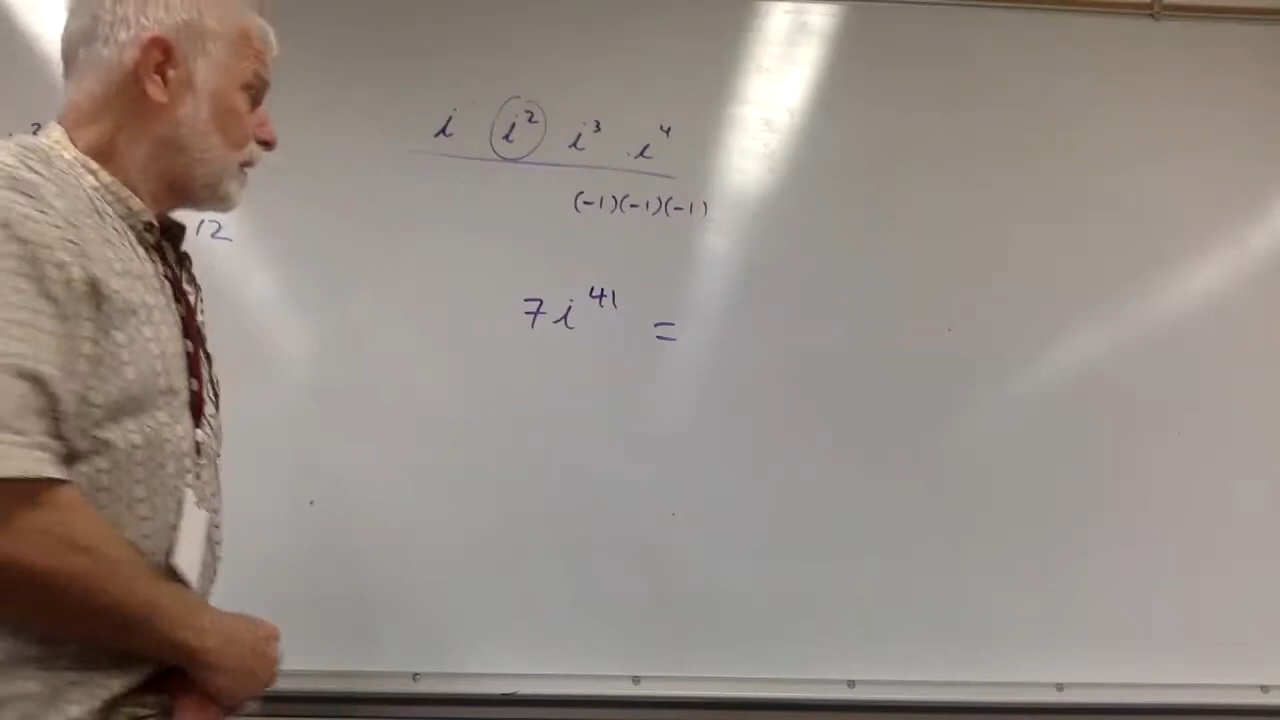 i i² i³ . i⁴
(-1)(-1)(-1)
12
7i⁴¹ =